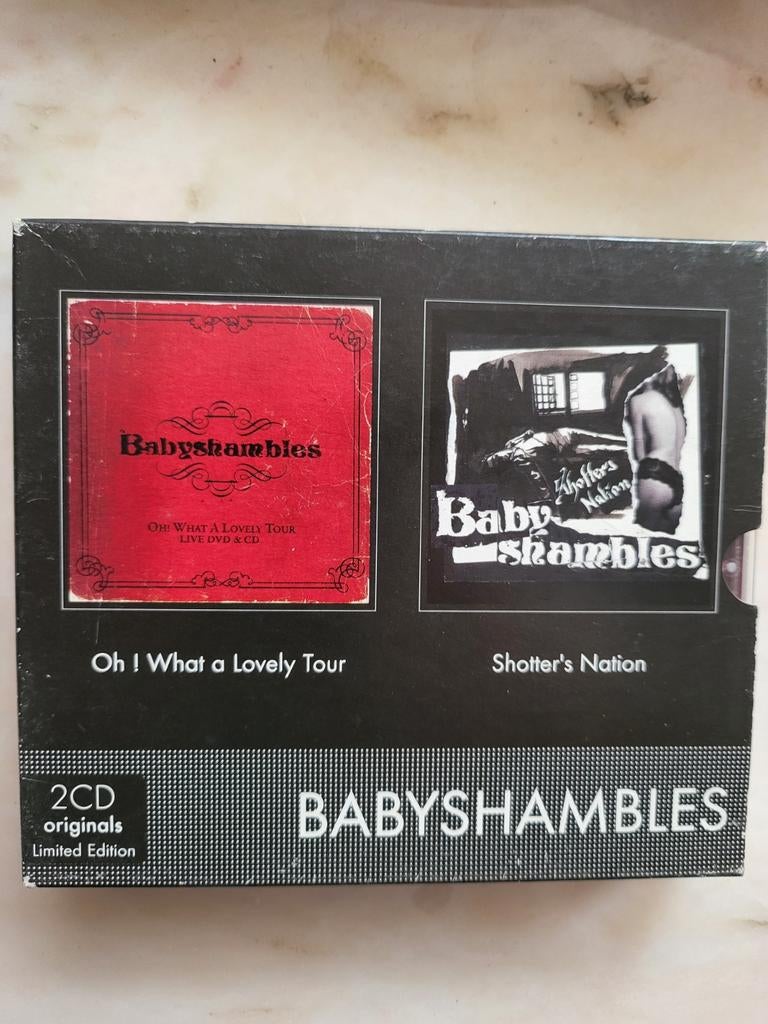 Babyshambles
OH! WHAT A LOVELY TOUR
LIVE DVD & CD
Shotter's
Nation
Baby
shambles
Oh ! What a Lovely Tour
Shotter's Nation
2CD
originals
Limited Edition
BABYSHAMBLES